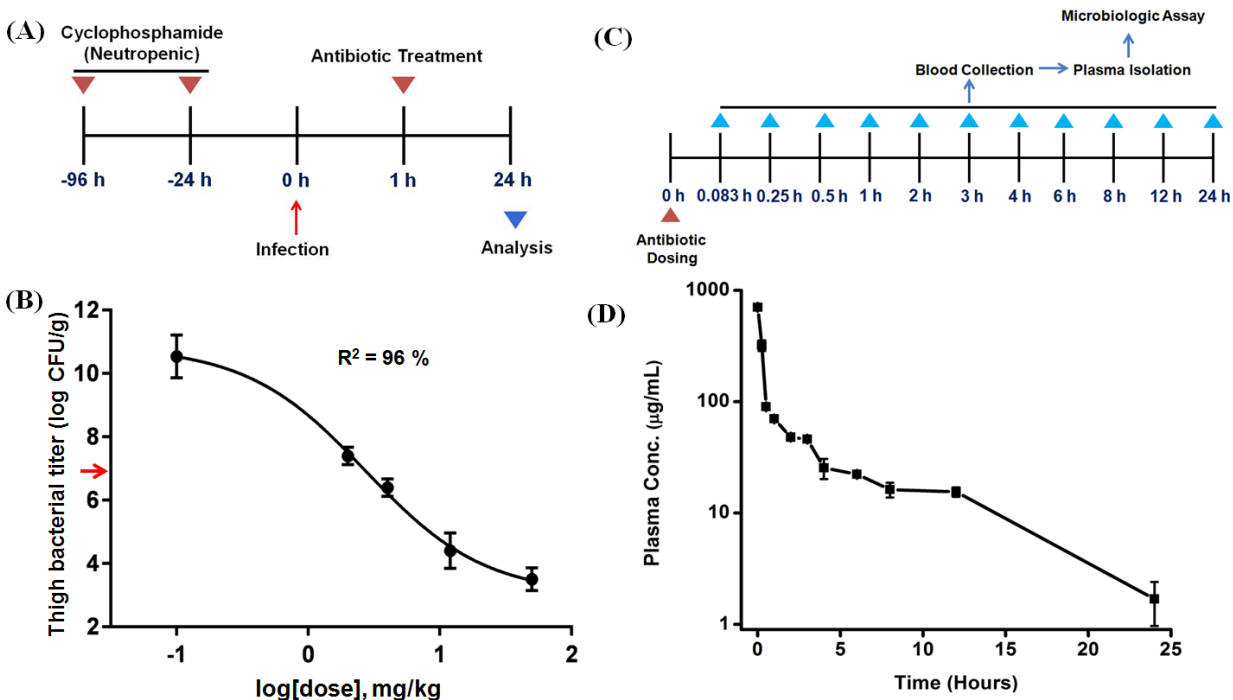 (A)
Cyclophosphamide
(Neutropenic)
Antibiotic Treatment
-96 h -24 h 0 h 1 h 24 h
Infection
Analysis
(C)
Microbiologic Assay
Blood Collection
Plasma Isolation
0 h 0.083 h 0.25 h 0.5 h 1 h 2 h 3 h 4 h 6 h 8 h 12 h 24 h
Antibiotic
Dosing
(B)
Thigh bacterial titer (log CFU/g)
12
10
8
6
4
2
R² = 96 %
-1 0 1 2
log[dose], mg/kg
(D)
Plasma Conc. (µg/mL)
1000
100
10
1
0 5 10 15 20 25
Time (Hours)